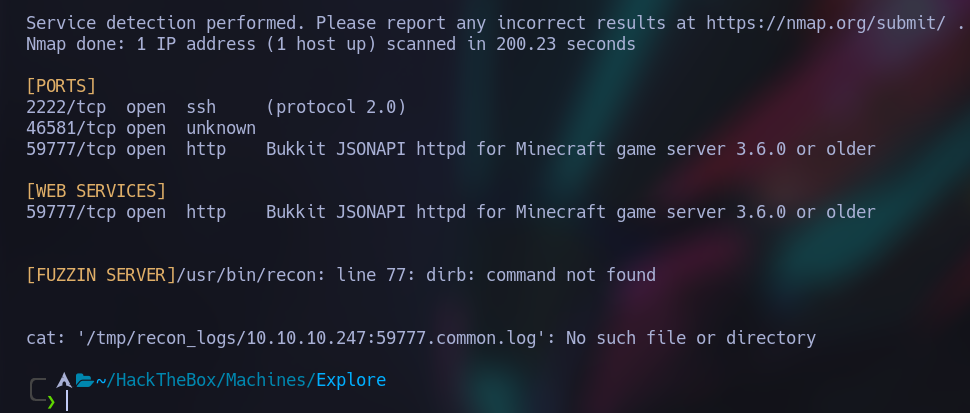 Service detection performed. Please report any incorrect results at https://nmap.org/submit/ .
Nmap done: 1 IP address (1 host up) scanned in 200.23 seconds
[PORTS]
2222/tcp  open  ssh     (protocol 2.0)
46581/tcp open  unknown
59777/tcp open  http    Bukkit JSONAPI httpd for Minecraft game server 3.6.0 or older
[WEB SERVICES]
59777/tcp open  http    Bukkit JSONAPI httpd for Minecraft game server 3.6.0 or older
[FUZZIN SERVER]/usr/bin/recon: line 77: dirb: command not found
cat: '/tmp/recon_logs/10.10.10.247:59777.common.log': No such file or directory
~/HackTheBox/Machines/Explore
❯